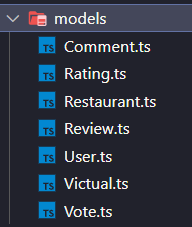 models
TS Comment.ts
TS Rating.ts
TS Restaurant.ts
TS Review.ts
TS User.ts
TS Victual.ts
TS Vote.ts